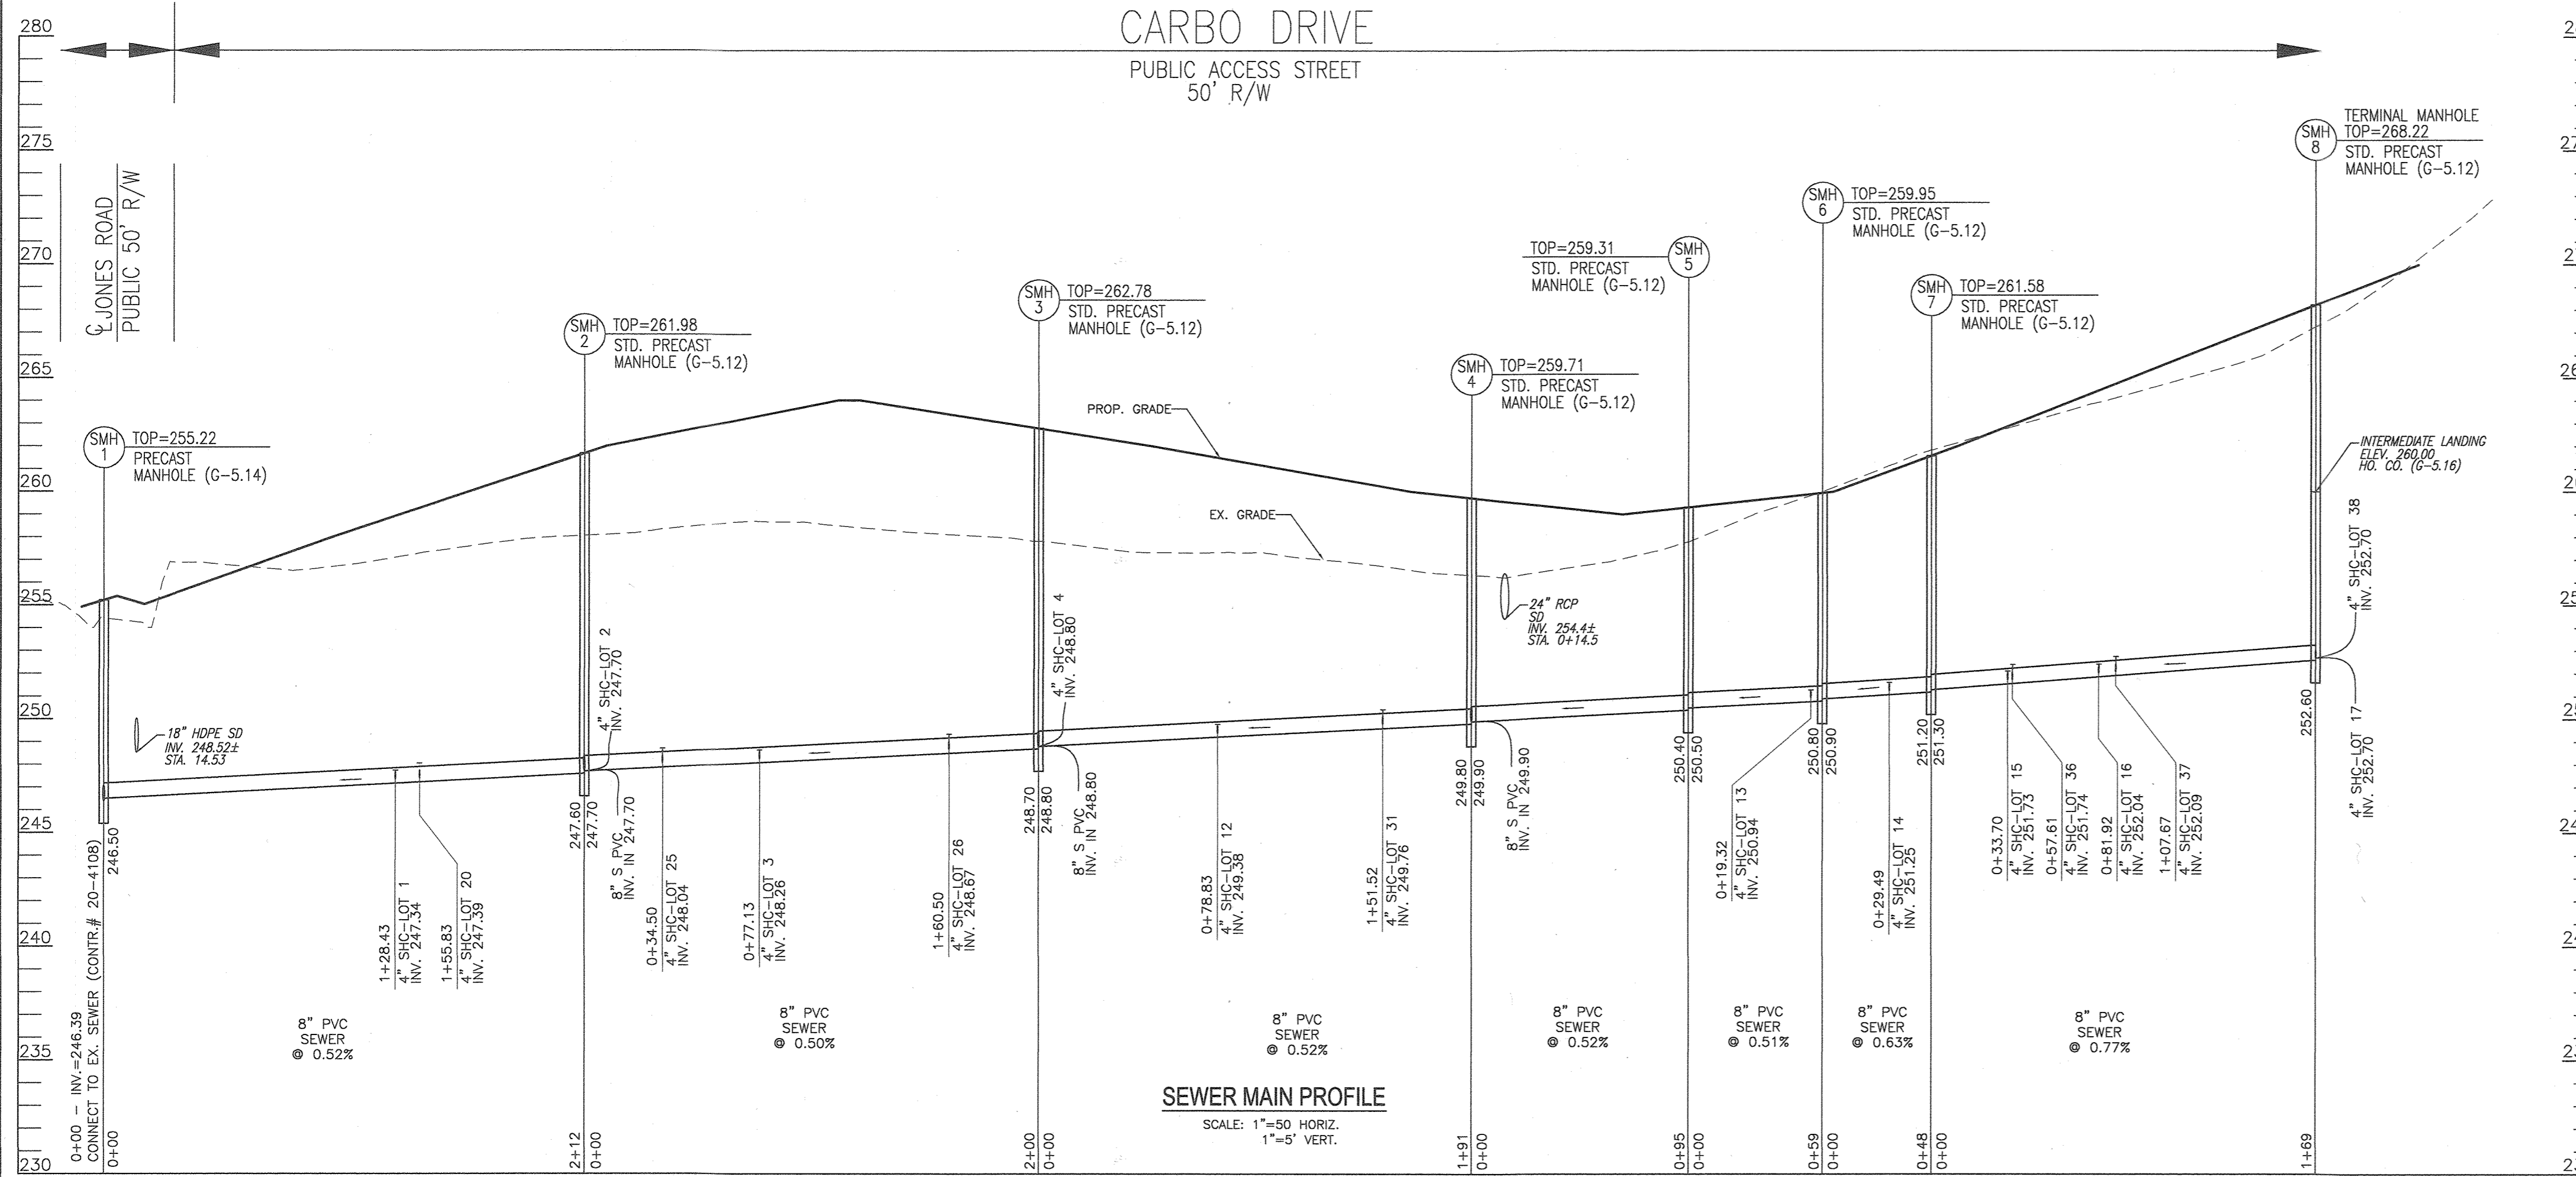 CARBO DRIVE
PUBLIC ACCESS STREET
50' R/W
280
275
270
265
260
255
250
245
240
235
230
℄ JONES ROAD
PUBLIC 50' R/W
SMH
1
TOP=255.22
PRECAST
MANHOLE (G-5.14)
SMH
2
TOP=261.98
STD. PRECAST
MANHOLE (G-5.12)
SMH
3
TOP=262.78
STD. PRECAST
MANHOLE (G-5.12)
SMH
4
TOP=259.71
STD. PRECAST
MANHOLE (G-5.12)
SMH
5
TOP=259.31
STD. PRECAST
MANHOLE (G-5.12)
SMH
6
TOP=259.95
STD. PRECAST
MANHOLE (G-5.12)
SMH
7
TOP=261.58
STD. PRECAST
MANHOLE (G-5.12)
SMH
8
TERMINAL MANHOLE
TOP=268.22
STD. PRECAST
MANHOLE (G-5.12)
PROP. GRADE
EX. GRADE
INTERMEDIATE LANDING
ELEV. 260.00
HO. CO. (G-5.16)
18" HDPE SD
INV. 248.52±
STA. 14.53
24" RCP
SD
INV. 254.4±
STA. 0+14.5
4" SHC-LOT 2
INV. 247.70
4" SHC-LOT 4
INV. 248.80
4" SHC-LOT 38
INV. 252.70
4" SHC-LOT 17
INV. 252.70
246.50
247.60
247.70
8" S PVC
INV. IN 247.70
248.70
248.80
8" S PVC
INV. IN 248.80
249.80
249.90
8" S PVC
INV. IN 249.90
250.40
250.50
250.80
250.90
251.20
251.30
252.60
1+28.43
4" SHC-LOT 1
INV. 247.34
1+55.83
4" SHC-LOT 20
INV. 247.39
0+34.50
4" SHC-LOT 25
INV. 248.04
0+77.13
4" SHC-LOT 3
INV. 248.26
1+60.50
4" SHC-LOT 26
INV. 248.67
0+78.83
4" SHC-LOT 12
INV. 249.38
1+51.52
4" SHC-LOT 31
INV. 249.76
0+19.32
4" SHC-LOT 13
INV. 250.94
0+29.49
4" SHC-LOT 14
INV. 251.25
0+33.70
4" SHC-LOT 15
INV. 251.73
0+57.61
4" SHC-LOT 36
INV. 251.74
0+81.92
4" SHC-LOT 16
INV. 252.04
1+07.67
4" SHC-LOT 37
INV. 252.09
0+00 - INV.=246.39
CONNECT TO EX. SEWER (CONTR.# 20-4108)
8" PVC
SEWER
@ 0.52%
8" PVC
SEWER
@ 0.50%
8" PVC
SEWER
@ 0.52%
8" PVC
SEWER
@ 0.52%
8" PVC
SEWER
@ 0.51%
8" PVC
SEWER
@ 0.63%
8" PVC
SEWER
@ 0.77%
0+00
2+12
0+00
2+00
0+00
1+91
0+00
0+95
0+00
0+59
0+00
0+48
0+00
1+69
SEWER MAIN PROFILE
SCALE: 1"=50 HORIZ.
1"=5' VERT.